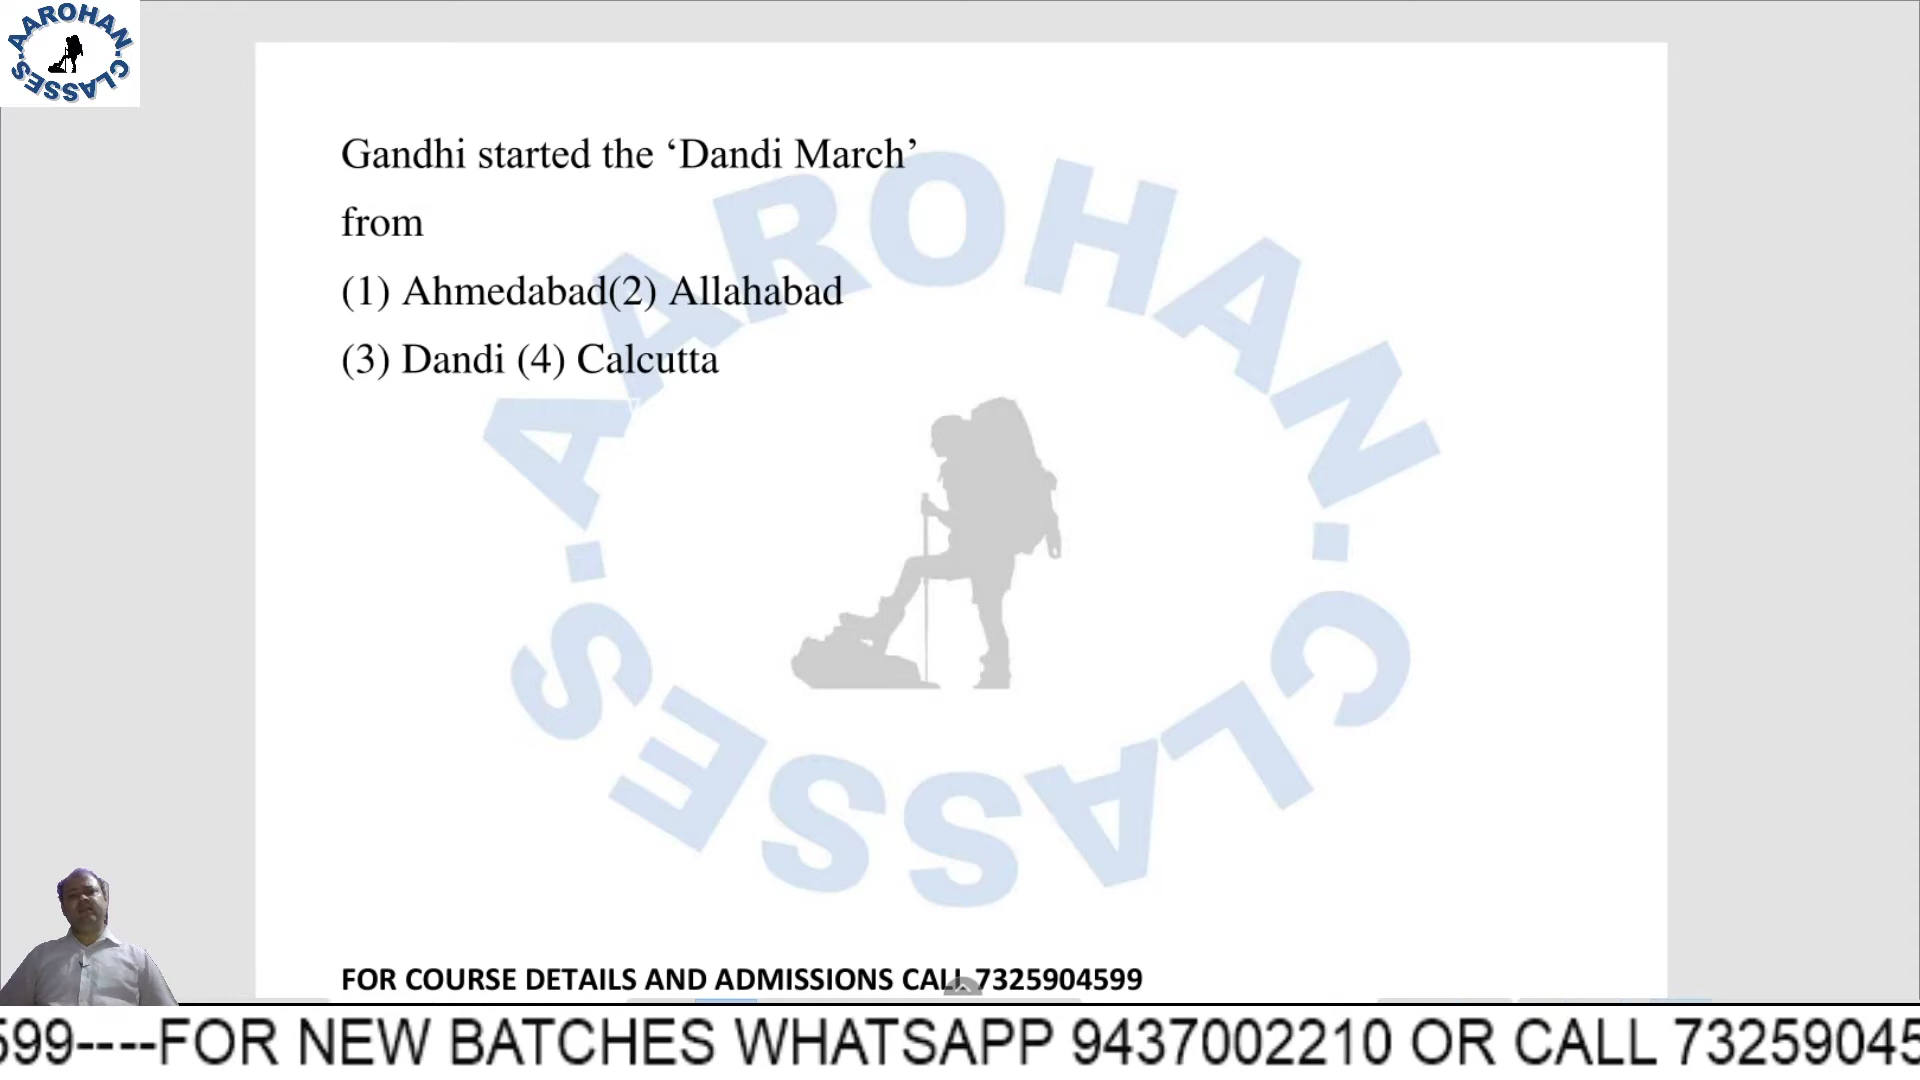 AAROHAN.CLASSES.
Gandhi started the ‘Dandi March’
from
(1) Ahmedabad(2) Allahabad
(3) Dandi (4) Calcutta
AAROHAN.CLASSES.
FOR COURSE DETAILS AND ADMISSIONS CALL 7325904599
599----FOR NEW BATCHES WHATSAPP 9437002210 OR CALL 73259045